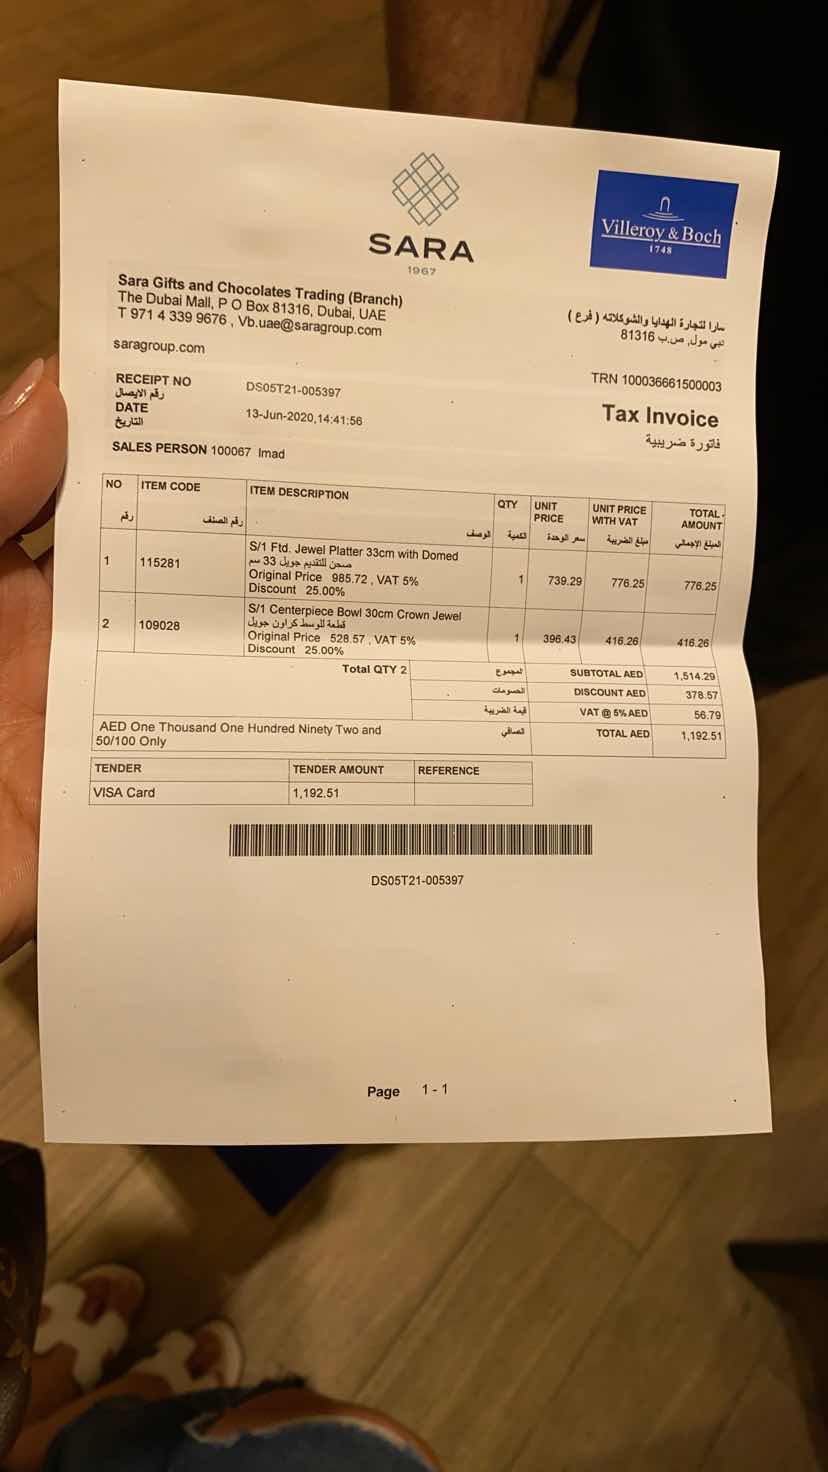 SARA
1967
Villeroy & Boch
1748
Sara Gifts and Chocolates Trading (Branch)
The Dubai Mall, P O Box 81316, Dubai, UAE
T 971 4 339 9676 , Vb.uae@saragroup.com
saragroup.com
سارا لتجارة الهدايا والشوكلاته ( فرع )
دبي مول, ص.ب 81316
TRN 100036661500003
Tax Invoice
فاتورة ضريبية
RECEIPT NO DS05T21-005397
رقم الايصال
DATE 13-Jun-2020,14:41:56
التاريخ
SALES PERSON 100067 Imad
NO ITEM CODE ITEM DESCRIPTION QTY UNIT PRICE UNIT PRICE WITH VAT TOTAL AMOUNT
رقم رقم الصنف الوصف الكمية سعر الوحدة مبلغ الضريبة المبلغ الإجمالي
1 115281 S/1 Ftd. Jewel Platter 33cm with Domed 1 739.29 776.25 776.25
صحن للتقديم جويل 33 سم
Original Price 985.72 , VAT 5%
Discount 25.00%
2 109028 S/1 Centerpiece Bowl 30cm Crown Jewel 1 396.43 416.26 416.26
قطعة للوسط كراون جويل
Original Price 528.57 , VAT 5%
Discount 25.00%
Total QTY 2 المجموع SUBTOTAL AED 1,514.29
الخصومات DISCOUNT AED 378.57
قيمة الضريبة VAT @ 5% AED 56.79
AED One Thousand One Hundred Ninety Two and
50/100 Only
الصافي TOTAL AED 1,192.51
TENDER TENDER AMOUNT REFERENCE
VISA Card 1,192.51
DS05T21-005397
Page 1 - 1